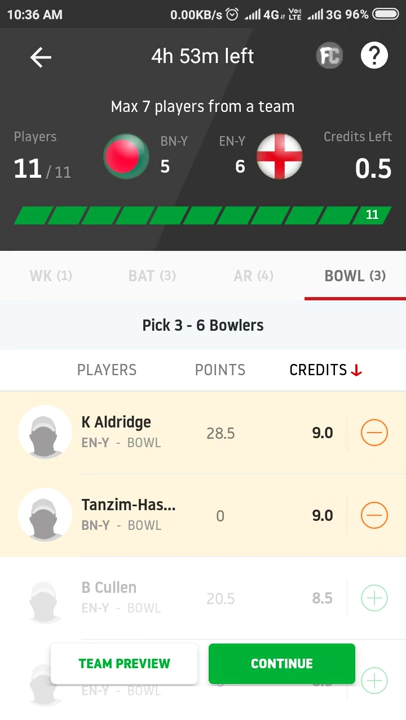 10:36 AM 0.00KB/s 4G VoLTE 3G 96%
4h 53m left FC ?
Max 7 players from a team
Players BN-Y EN-Y Credits Left
11 / 11 5 6 0.5
11
WK (1) BAT (3) AR (4) BOWL (3)
Pick 3 - 6 Bowlers
PLAYERS POINTS CREDITS
K Aldridge
EN-Y - BOWL 28.5 9.0
Tanzim-Has...
BN-Y - BOWL 0 9.0
B Cullen
EN-Y - BOWL 20.5 8.5
TEAM PREVIEW CONTINUE
EN-Y - BOWL